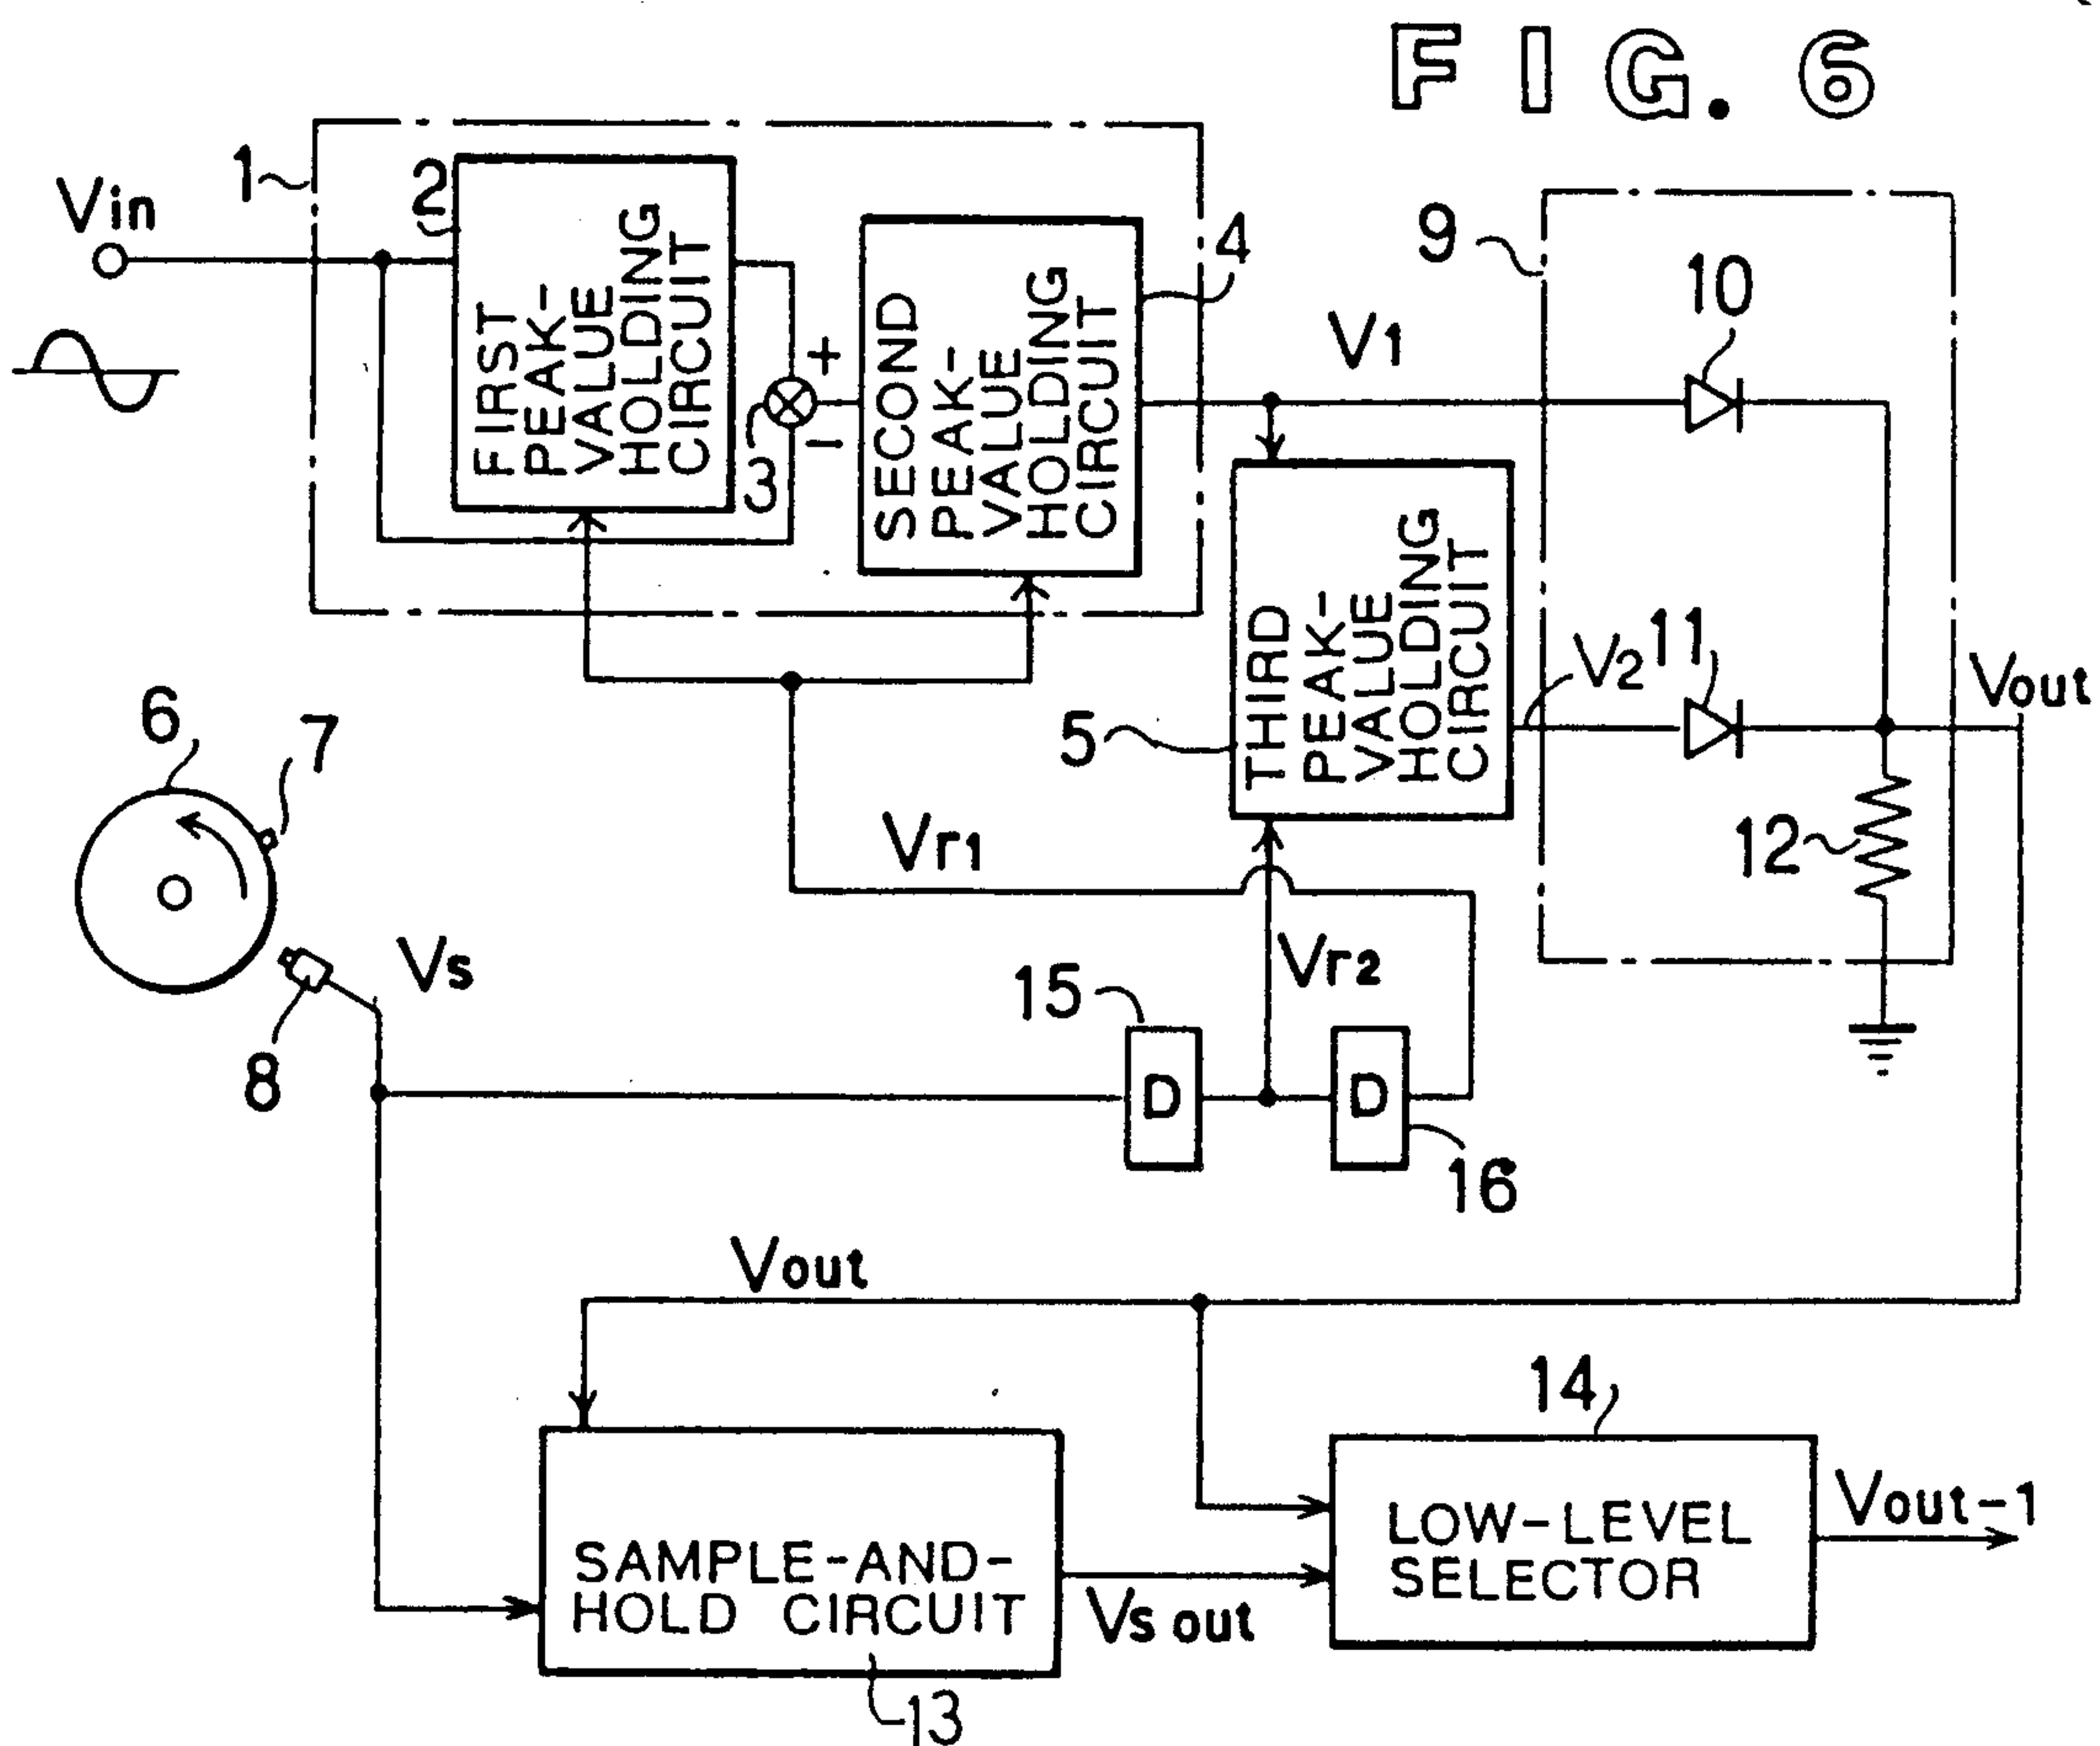 FIG. 6
1
Vin
2
FIRST
PEAK-
VALUE
HOLDING
CIRCUIT
+
−
3
SECOND
PEAK-
VALUE
HOLDING
CIRCUIT
4
V1
9
10
THIRD
PEAK-
VALUE
HOLDING
CIRCUIT
5
V2
11
Vout
12
6
7
8
Vs
Vr1
Vr2
15
D
D
16
Vout
SAMPLE-AND-
HOLD CIRCUIT
13
Vs out
14
LOW-LEVEL
SELECTOR
Vout-1